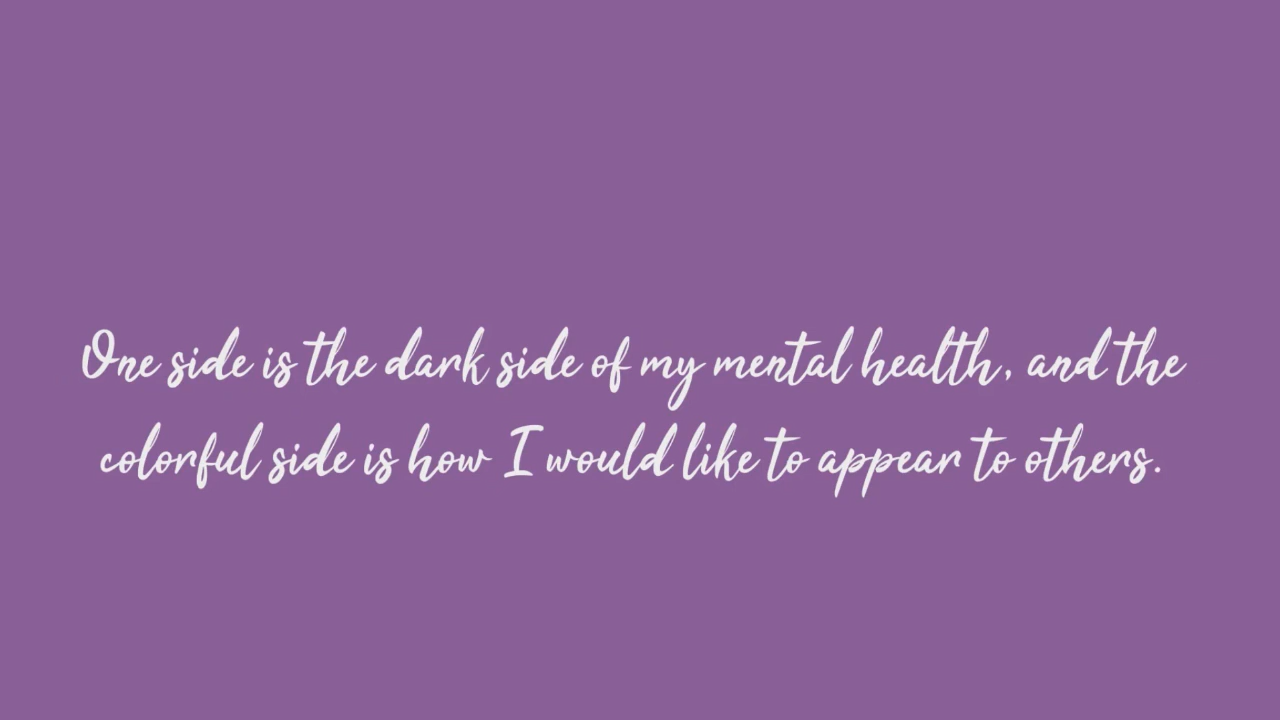 One side is the dark side of my mental health, and the
colorful side is how I would like to appear to others.